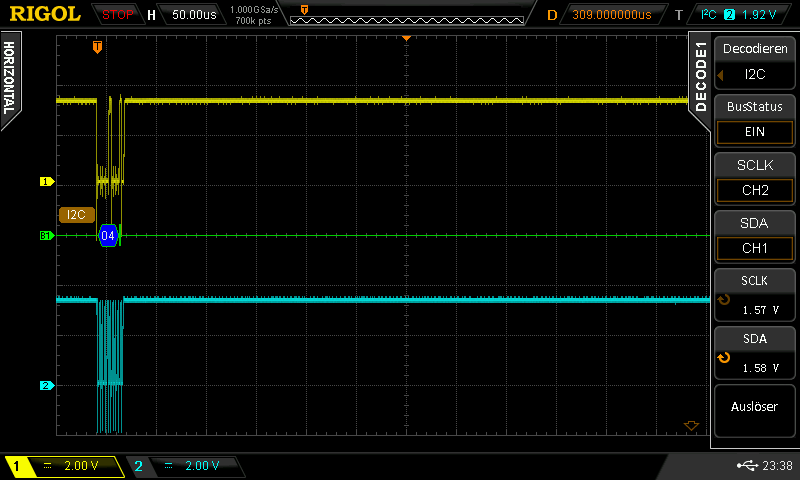 RIGOL STOP H 50.00us 1.000GSa/s 700k pts T D 309.000000us T I²C 2 1.92 V
HORIZONTAL
T
1
I2C
B1
04
2
DECODE1
Decodieren
I2C
BusStatus
EIN
SCLK
CH2
SDA
CH1
SCLK
1.57 V
SDA
1.58 V
Auslöser
1 2.00 V 2 2.00 V 23:38